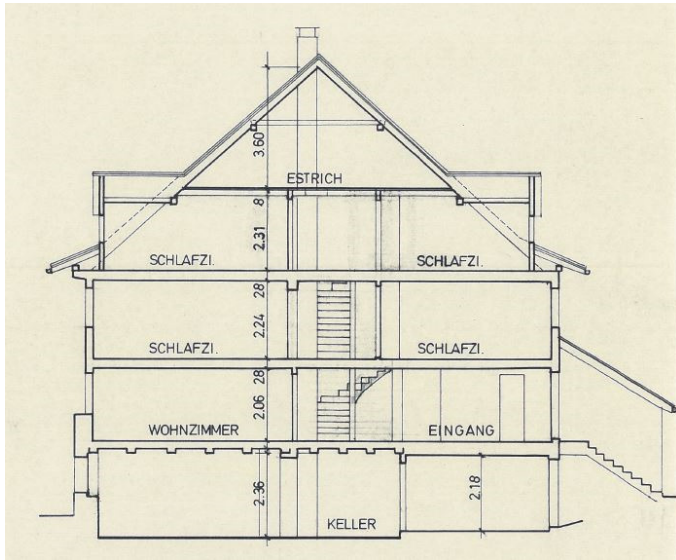 3.60
ESTRICH
8
2.31
SCHLAFZI.
SCHLAFZI.
28
2.24
SCHLAFZI.
SCHLAFZI.
28
2.06
WOHNZIMMER
EINGANG
2.36
2.18
KELLER